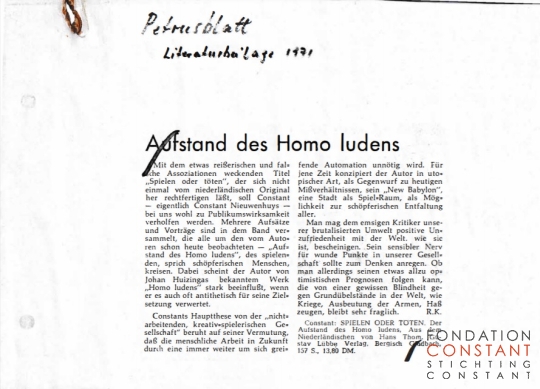 Petrusblatt
Literaturbeilage 1971
Aufstand des Homo ludens
Mit dem etwas reißerischen und fal-
sche Assoziationen weckenden Titel
„Spielen oder töten", der sich nicht
einmal vom niederländischen Original
her rechtfertigen läßt, soll Constant
– eigentlich Constant Nieuwenhuys –
bei uns wohl zu Publikumswirksamkeit
verholfen werden. Mehrere Aufsätze
und Vorträge sind in dem Band ver-
sammelt, die alle um den vom Auto-
ren schon heute beobachteten – „Auf-
stand des Homo ludens", des spielen-
den, sprich schöpferischen Menschen,
kreisen. Dabei scheint der Autor von
Johan Huizingas bekanntem Werk
„Homo ludens" stark beeinflußt, wenn
er es auch oft antithetisch für seine Ziel-
setzung verwertet.
Constants Hauptthese von der „nicht-
arbeitenden, kreativ-spielerischen Ge-
sellschaft" beruht auf seiner Vermutung,
daß die menschliche Arbeit in Zukunft
durch eine immer weiter um sich grei-
fende Automation unnötig wird. Für
jene Zeit konzipiert der Autor in uto-
pischer Art, als Gegenwurf zu heutigen
Mißverhältnissen, sein „New Babylon",
eine Stadt als Spiel-Raum, als Mög-
lichkeit zur schöpferischen Entfaltung
aller.
Man mag dem emsigen Kritiker unse-
rer brutalisierten Umwelt positive Un-
zufriedenheit mit der Welt, wie sie
ist, bescheinigen. Sein sensibler Nerv
für wunde Punkte in unserer Gesell-
schaft sollte zum Denken anregen. Ob
man allerdings seinen etwas allzu op-
timistischen Prognosen folgen kann,
die von einer gewissen Blindheit ge-
gen Grundübelstände in der Welt, wie
Kriege, Ausbeutung der Armen, Haß
zeugen, bleibt sehr fraglich. R.K.
Constant: SPIELEN ODER TÖTEN. Der
Aufstand des Homo ludens. Aus dem
Niederländischen von Hans Thom. Gu-
stav Lübbe Verlag, Bergisch Gladbach.
157 S., 13,80 DM.
FONDATION
CONSTANT
STICHTING
CONSTANT